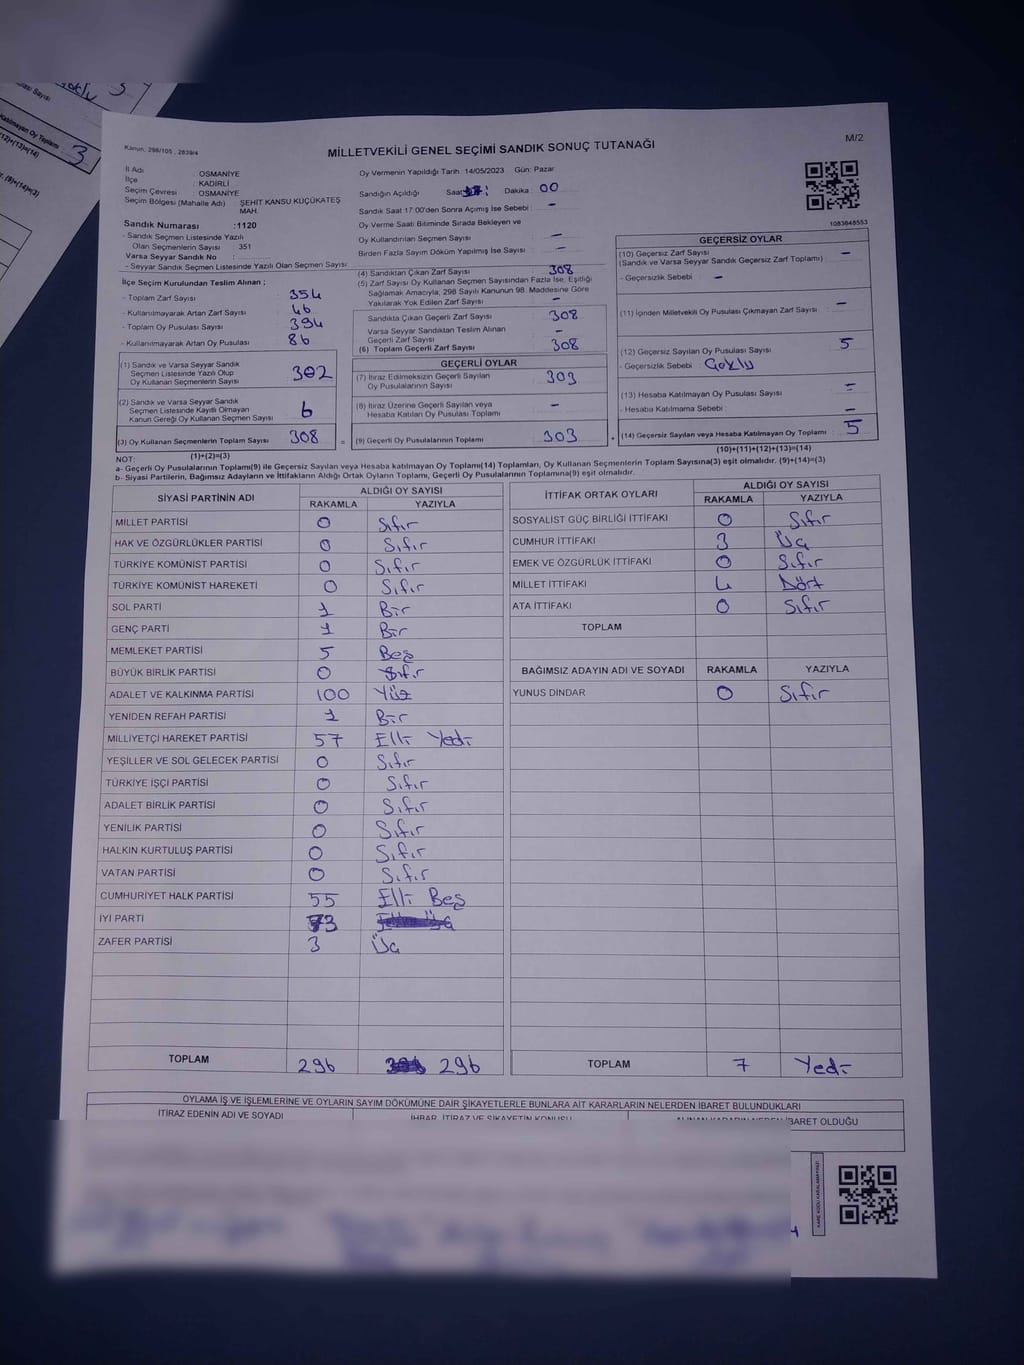 Kanun: 298/105 , 2839/4
M/2
MİLLETVEKİLİ GENEL SEÇİMİ SANDIK SONUÇ TUTANAĞI
İl Adı : OSMANİYE
İlçe : KADİRLİ
Seçim Çevresi : OSMANİYE
Seçim Bölgesi (Mahalle Adı) ŞEHİT KANSU KÜÇÜKATEŞ MAH.
Sandık Numarası :1120
- Sandık Seçmen Listesinde Yazılı
Olan Seçmenlerin Sayısı : 351
Varsa Seyyar Sandık No :
- Seyyar Sandık Seçmen Listesinde Yazılı Olan Seçmen Sayısı :
Oy Vermenin Yapıldığı Tarih :14/05/2023 Gün: Pazar
Sandığın Açıldığı Saat : Dakika : 00
Sandık Saat 17:00'den Sonra Açımış İse Sebebi : -
Oy Verme Saati Bitiminde Sırada Bekleyen ve
Oy Kullandırılan Seçmen Sayısı -
Birden Fazla Sayım Döküm Yapılmış İse Sayısı -
1083848553
İlçe Seçim Kurulundan Teslim Alınan ;
- Toplam Zarf Sayısı : 354
- Kullanılmayarak Artan Zarf Sayısı : 46
- Toplam Oy Pusulası Sayısı : 394
- Kullanılmayarak Artan Oy Pusulası : 86
(1) Sandık ve Varsa Seyyar Sandık
Seçmen Listesinde Yazılı Olup
Oy Kullanan Seçmenlerin Sayısı 302
(2) Sandık ve Varsa Seyyar Sandık
Seçmen Listesinde Kayıtlı Olmayan
Kanun Gereği Oy Kullanan Seçmen Sayısı 6
(3) Oy Kullanan Seçmenlerin Toplam Sayısı 308
(1)+(2)=(3)
(4) Sandıktan Çıkan Zarf Sayısı 308
(5) Zarf Sayısı Oy Kullanan Seçmen Sayısından Fazla İse, Eşitliği
Sağlamak Amacıyla, 298 Sayılı Kanunun 98. Maddesine Göre
Yakılarak Yok Edilen Zarf Sayısı -
Sandıkta Çıkan Geçerli Zarf Sayısı 308
Varsa Seyyar Sandıktan Teslim Alınan
Geçerli Zarf Sayısı -
(6) Toplam Geçerli Zarf Sayısı 308
GEÇERLİ OYLAR
(7) İtiraz Edilmeksizin Geçerli Sayılan
Oy Pusulalarının Sayısı 303
(8) İtiraz Üzerine Geçerli Sayılan veya
Hesaba Katılan Oy Pusulası Toplamı -
= (9) Geçerli Oy Pusulalarının Toplamı 303 +
GEÇERSİZ OYLAR
(10) Geçersiz Zarf Sayısı
(Sandık ve Varsa Seyyar Sandık Geçersiz Zarf Toplamı) : -
- Geçersizlik Sebebi : -
(11) İçinden Milletvekili Oy Pusulası Çıkmayan Zarf Sayısı : -
(12) Geçersiz Sayılan Oy Pusulası Sayısı : 5
- Geçersizlik Sebebi : Çoklu
(13) Hesaba Katılmayan Oy Pusulası Sayısı : -
- Hesaba Katılmama Sebebi : -
(14) Geçersiz Sayılan veya Hesaba Katılmayan Oy Toplamı : 5
(10)+(11)+(12)+(13)=(14)
NOT:
a- Geçerli Oy Pusulalarının Toplamı(9) ile Geçersiz Sayılan veya Hesaba katılmayan Oy Toplamı(14) Toplamları, Oy Kullanan Seçmenlerin Toplam Sayısına(3) eşit olmalıdır. (9)+(14)=(3)
b- Siyasi Partilerin, Bağımsız Adayların ve İttifakların Aldığı Ortak Oyların Toplamı, Geçerli Oy Pusulalarının Toplamına(9) eşit olmalıdır.
SİYASİ PARTİNİN ADI ALDIĞI OY SAYISI
RAKAMLA YAZIYLA
MİLLET PARTİSİ 0 Sıfır
HAK VE ÖZGÜRLÜKLER PARTİSİ 0 Sıfır
TÜRKİYE KOMÜNİST PARTİSİ 0 Sıfır
TÜRKİYE KOMÜNİST HAREKETİ 0 Sıfır
SOL PARTİ 1 Bir
GENÇ PARTİ 1 Bir
MEMLEKET PARTİSİ 5 Beş
BÜYÜK BİRLİK PARTİSİ 0 Sıfır
ADALET VE KALKINMA PARTİSİ 100 Yüz
YENİDEN REFAH PARTİSİ 1 Bir
MİLLİYETÇİ HAREKET PARTİSİ 57 Elli Yedi
YEŞİLLER VE SOL GELECEK PARTİSİ 0 Sıfır
TÜRKİYE İŞÇİ PARTİSİ 0 Sıfır
ADALET BİRLİK PARTİSİ 0 Sıfır
YENİLİK PARTİSİ 0 Sıfır
HALKIN KURTULUŞ PARTİSİ 0 Sıfır
VATAN PARTİSİ 0 Sıfır
CUMHURİYET HALK PARTİSİ 55 Elli Beş
İYİ PARTİ 73
ZAFER PARTİSİ 3 Üç
TOPLAM 296 296
İTTİFAK ORTAK OYLARI ALDIĞI OY SAYISI
RAKAMLA YAZIYLA
SOSYALİST GÜÇ BİRLİĞİ İTTİFAKI 0 Sıfır
CUMHUR İTTİFAKI 3 Üç
EMEK VE ÖZGÜRLÜK İTTİFAKI 0 Sıfır
MİLLET İTTİFAKI 4 Dört
ATA İTTİFAKI 0 Sıfır
TOPLAM
BAĞIMSIZ ADAYIN ADI VE SOYADI RAKAMLA YAZIYLA
YUNUS DİNDAR 0 Sıfır
TOPLAM 7 Yedi
OYLAMA İŞ VE İŞLEMLERİNE VE OYLARIN SAYIM DÖKÜMÜNE DAİR ŞİKAYETLERLE BUNLARA AİT KARARLARIN NELERDEN İBARET BULUNDUKLARI
İTİRAZ EDENİN ADI VE SOYADI İHBAR, İTİRAZ VE ŞİKAYETİN KONUSU ALINAN KARARIN NEDEN İBARET OLDUĞU